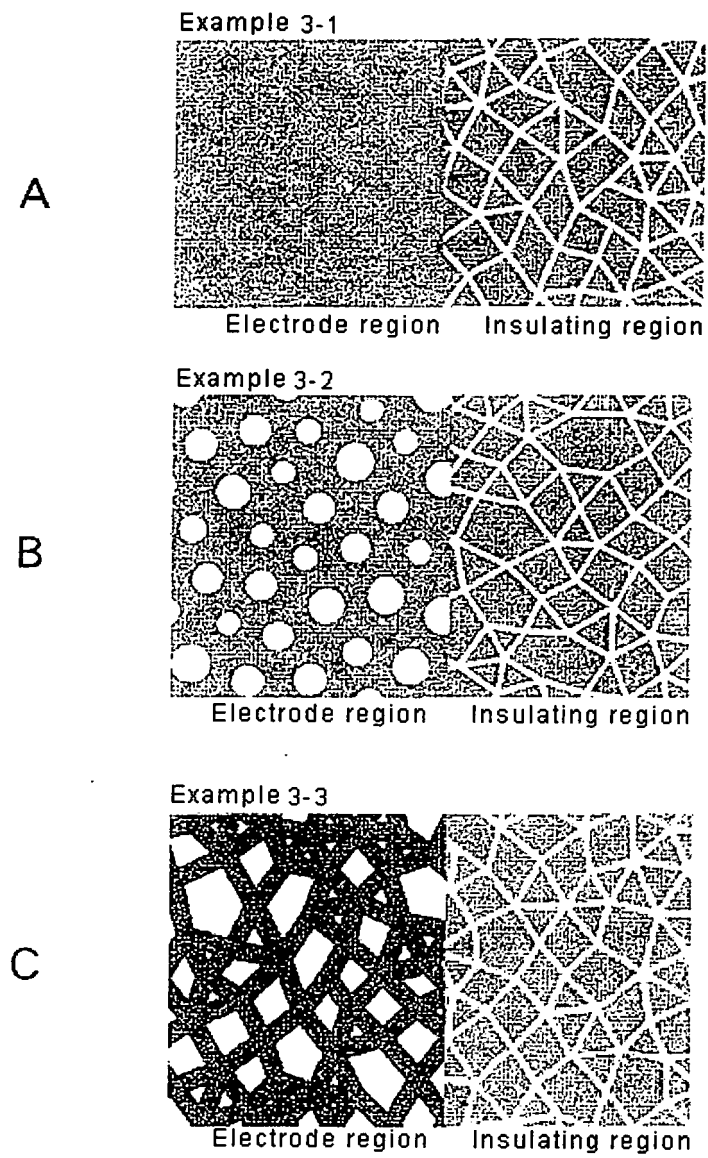 Example 3-1
A
Electrode region Insulating region
Example 3-2
B
Electrode region Insulating region
Example 3-3
C
Electrode region Insulating region